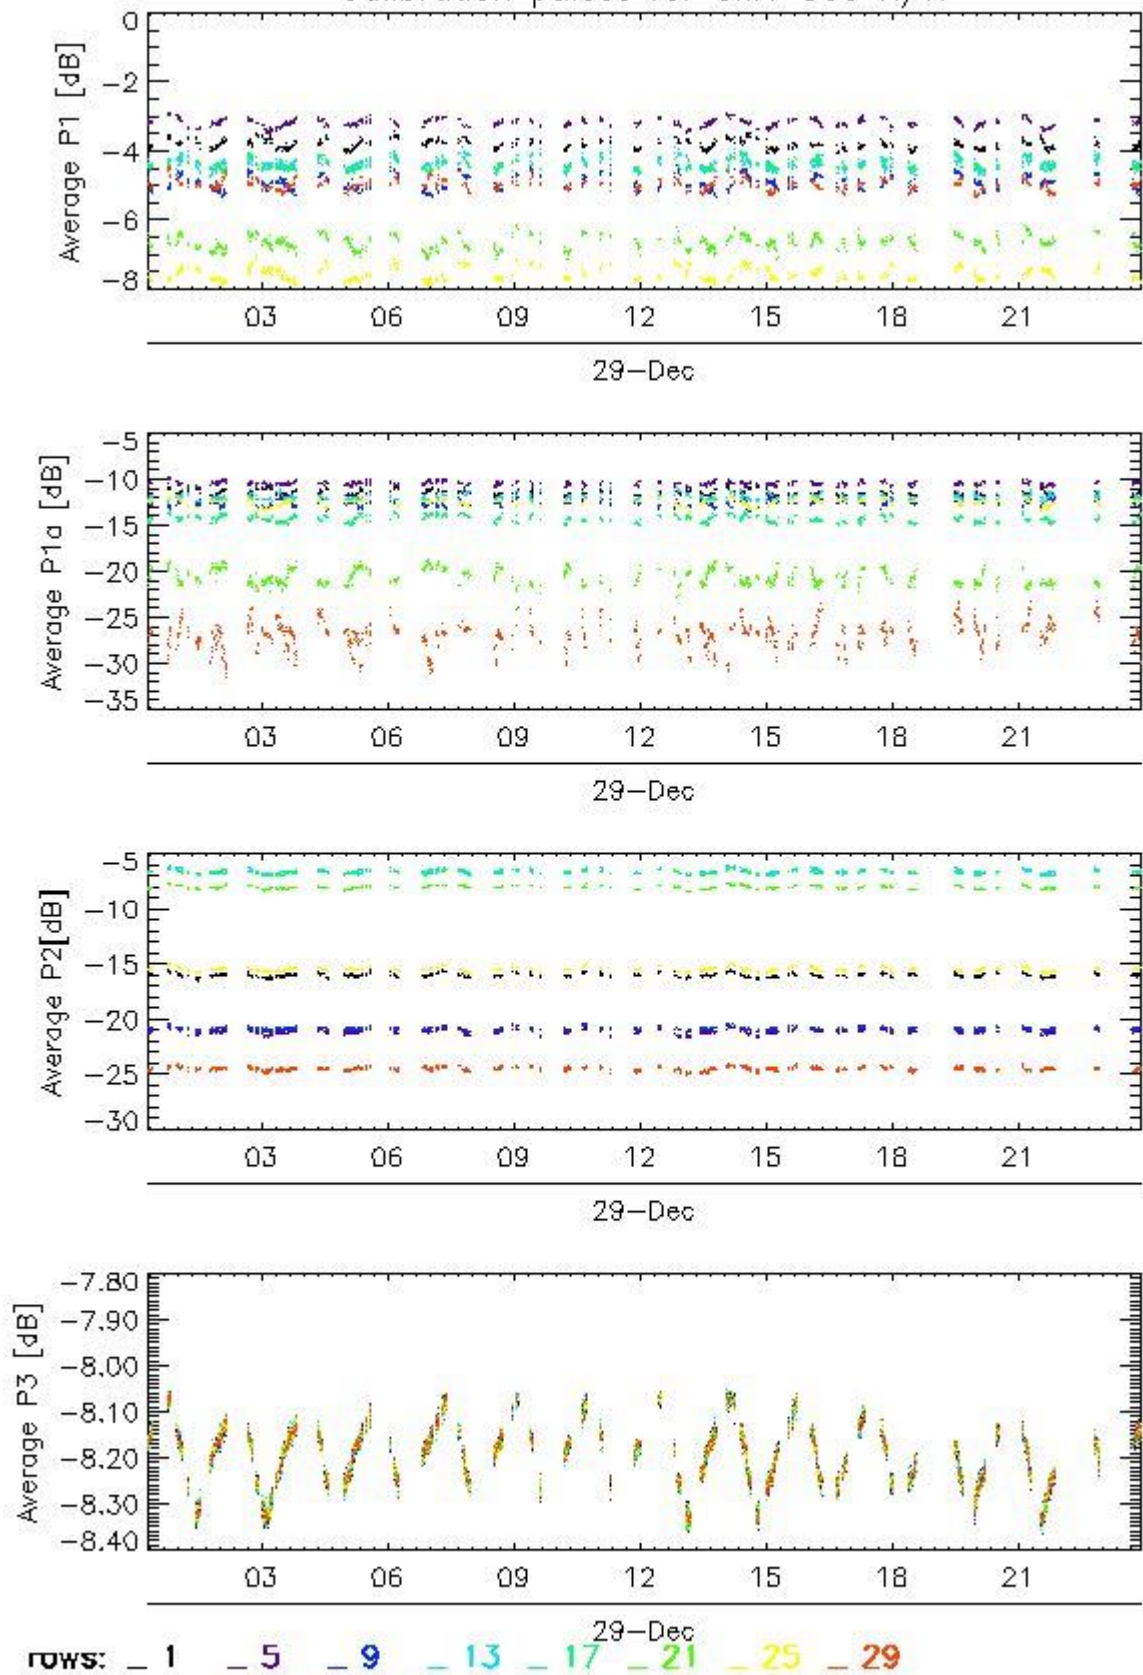 Average P1 [dB]
0
−2
−4
−6
−8
03 06 09 12 15 18 21
29−Dec
Average P1a [dB]
−5
−10
−15
−20
−25
−30
−35
03 06 09 12 15 18 21
29−Dec
Average P2[dB]
−5
−10
−15
−20
−25
−30
03 06 09 12 15 18 21
29−Dec
Average P3 [dB]
−7.80
−7.90
−8.00
−8.10
−8.20
−8.30
−8.40
03 06 09 12 15 18 21
29−Dec
rows: _ 1 _ 5 _ 9 _ 13 _ 17 _ 21 _ 25 _ 29